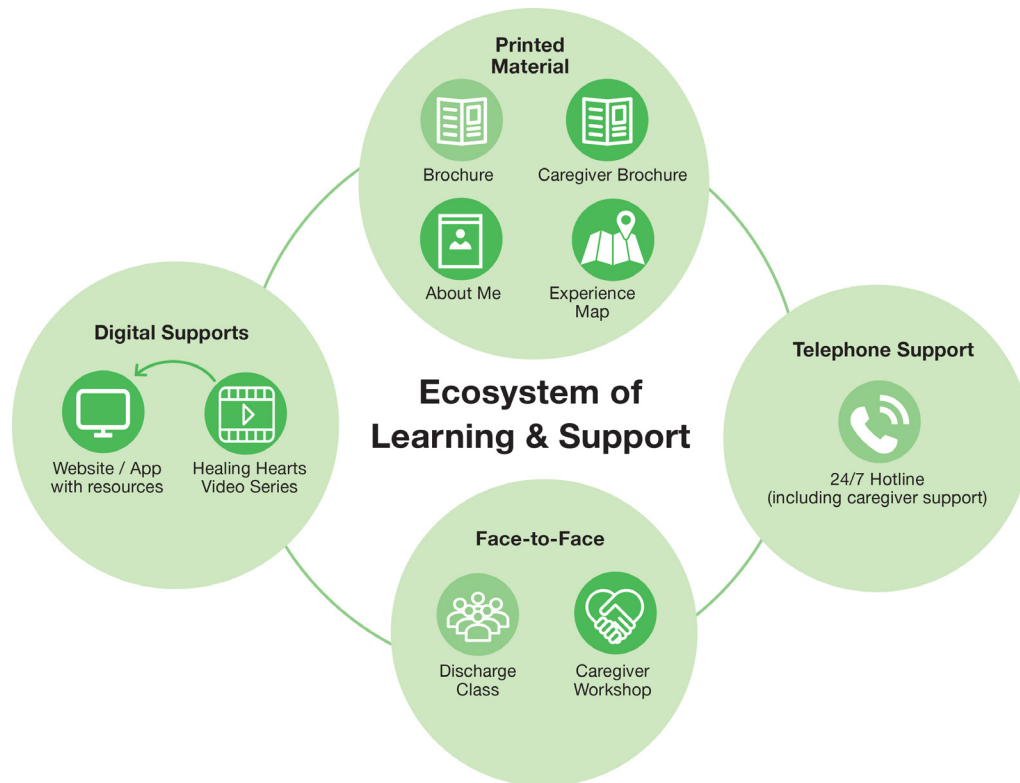 Printed
Material
Brochure
Caregiver Brochure
About Me
Experience
Map
Digital Supports
Website / App
with resources
Healing Hearts
Video Series
Ecosystem of
Learning & Support
Telephone Support
24/7 Hotline
(including caregiver support)
Face-to-Face
Discharge
Class
Caregiver
Workshop